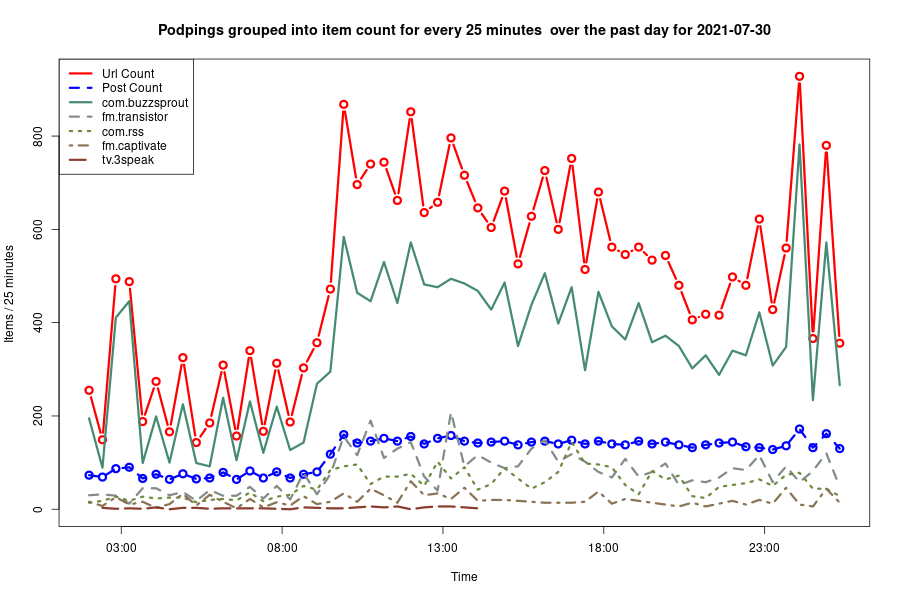 Podpings grouped into item count for every 25 minutes  over the past day for 2021-07-30
Url Count
Post Count
com.buzzsprout
fm.transistor
com.rss
fm.captivate
tv.3speak
Items / 25 minutes
800
600
400
200
0
03:00 08:00 13:00 18:00 23:00
Time